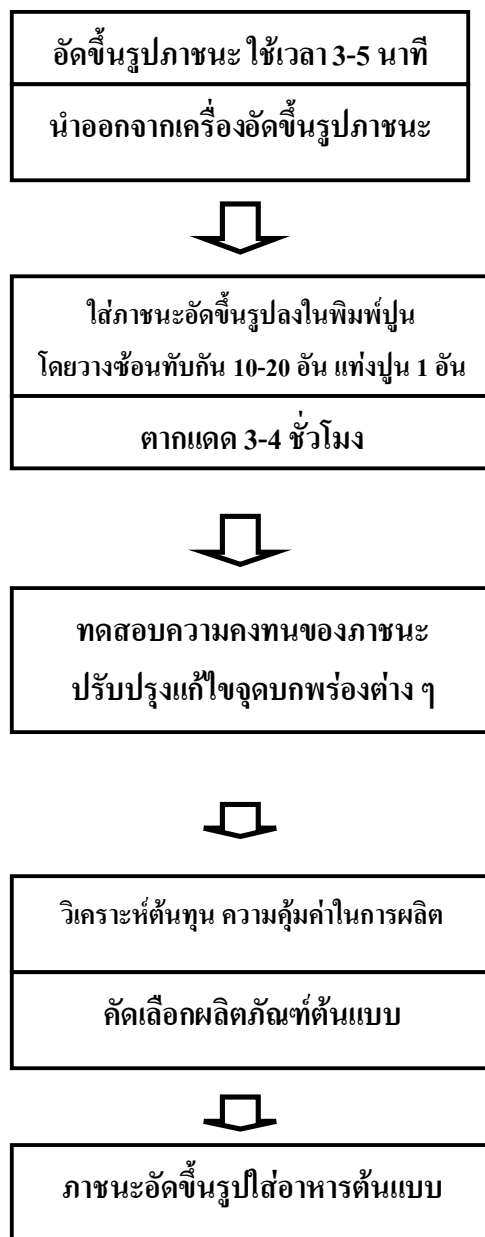 อัดขึ้นรูปภาชนะ ใช้เวลา 3-5 นาที
นำออกจากเครื่องอัดขึ้นรูปภาชนะ
ใส่ภาชนะอัดขึ้นรูปลงในพิมพ์ปูน
โดยวางซ้อนทับกัน 10-20 อัน แท่งปูน 1 อัน
ตากแดด 3-4 ชั่วโมง
ทดสอบความคงทนของภาชนะ
ปรับปรุงแก้ไขจุดบกพร่องต่าง ๆ
วิเคราะห์ต้นทุน ความคุ้มค่าในการผลิต
คัดเลือกผลิตภัณฑ์ต้นแบบ
ภาชนะอัดขึ้นรูปใส่อาหารต้นแบบ